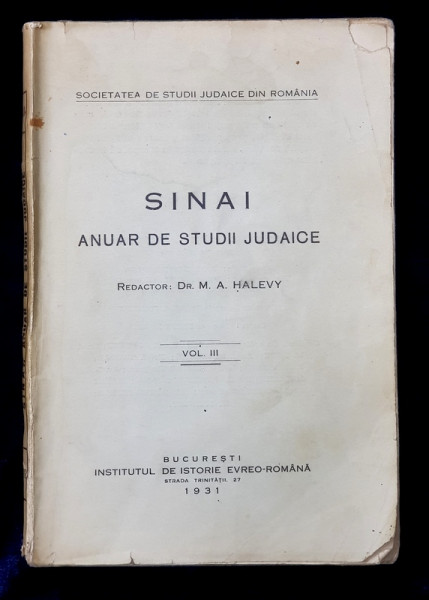 SOCIETATEA DE STUDII JUDAICE DIN ROMÂNIA
SINAI
ANUAR DE STUDII JUDAICE
REDACTOR: DR. M. A. HALEVY
VOL. III
BUCUREȘTI
INSTITUTUL DE ISTORIE EVREO-ROMÂNĂ
STRADA TRINITĂȚII, 27
1931